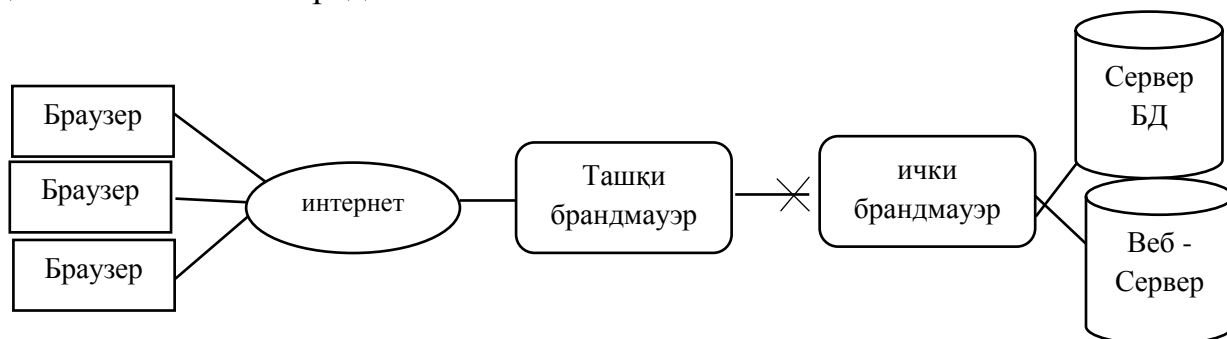 Браузер
Браузер
Браузер
интернет
Ташқи
брандмауэр
ички
брандмауэр
Сервер
БД
Веб -
Сервер